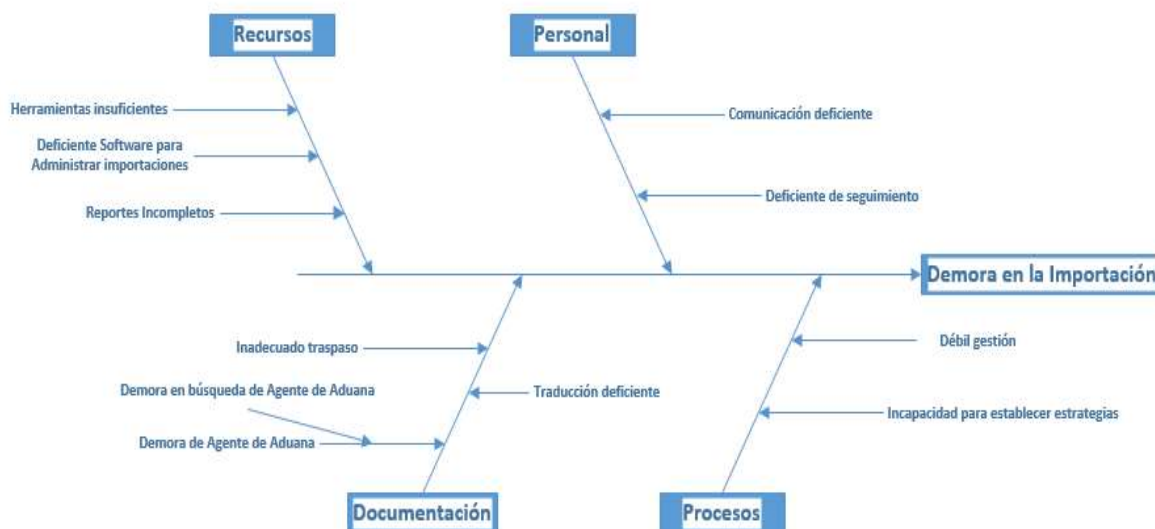 Recursos
Personal
Herramientas insuficientes
Comunicación deficiente
Deficiente Software para
Administrar importaciones
Deficiente de seguimiento
Reportes Incompletos
Demora en la Importación
Inadecuado traspaso
Débil gestión
Demora en búsqueda de Agente de Aduana
Traducción deficiente
Incapacidad para establecer estrategias
Demora de Agente de Aduana
Documentación
Procesos